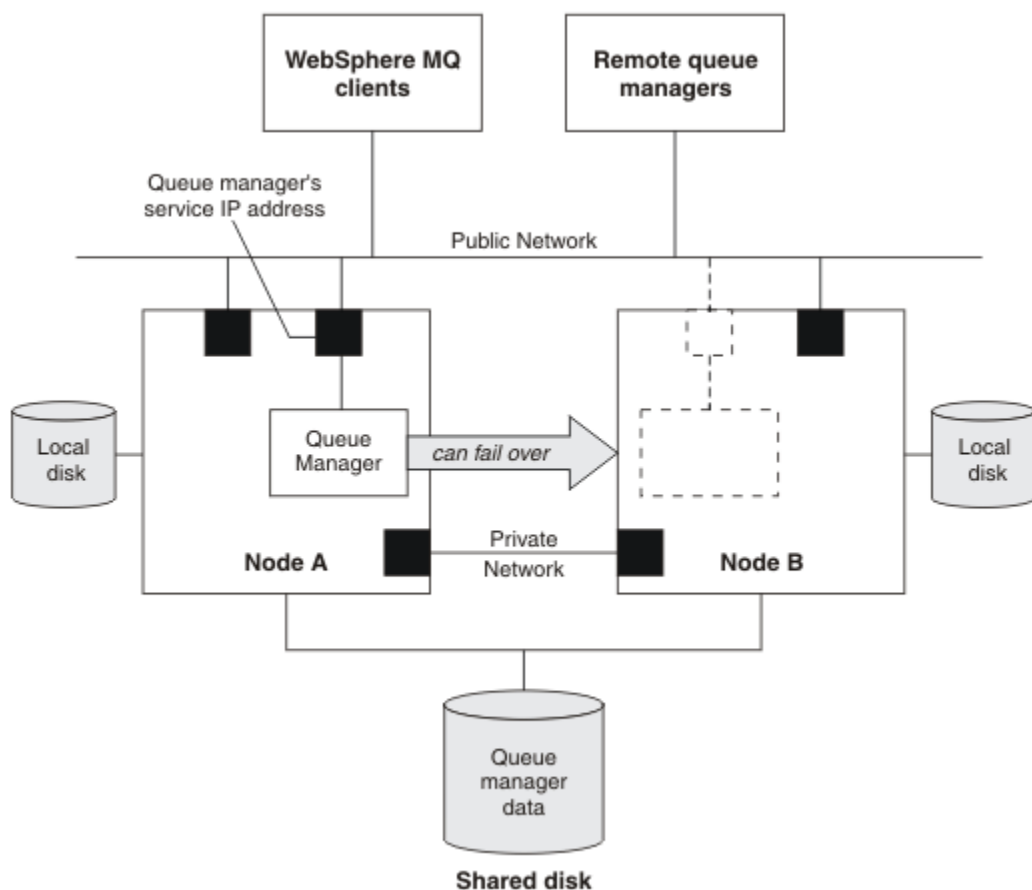 WebSphere MQ
clients
Remote queue
managers
Queue manager's
service IP address
Public Network
Local
disk
Queue
Manager
can fail over
Local
disk
Private
Network
Node A
Node B
Queue
manager
data
Shared disk